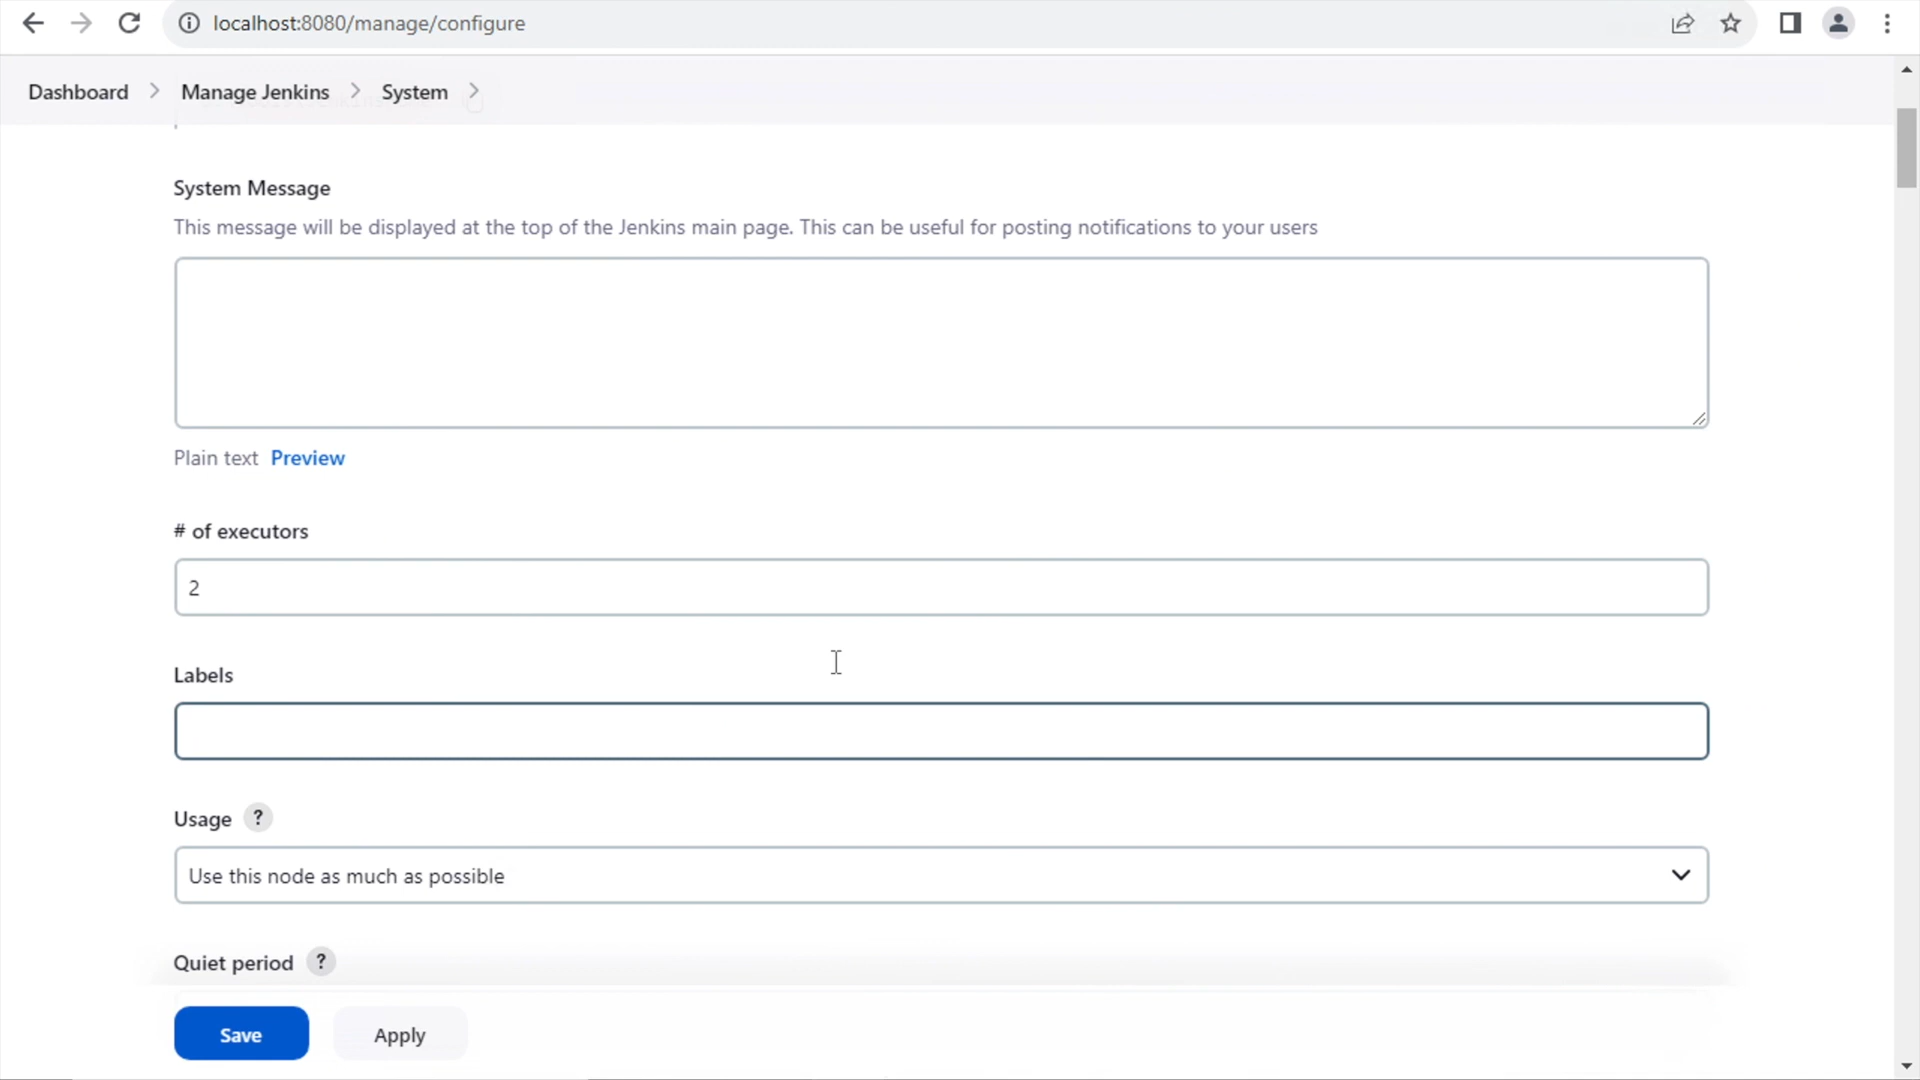 localhost:8080/manage/configure
Dashboard Manage Jenkins System
System Message
This message will be displayed at the top of the Jenkins main page. This can be useful for posting notifications to your users
Plain text Preview
# of executors
2
Labels
Usage ?
Use this node as much as possible
Quiet period ?
Save Apply